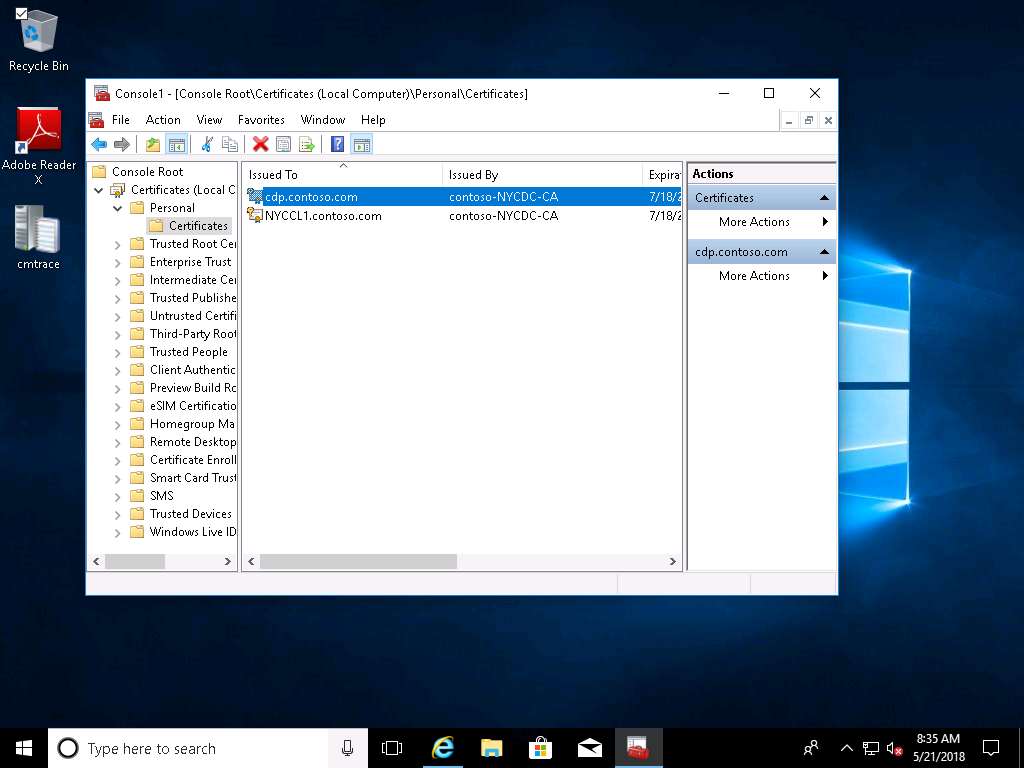 Recycle Bin
Adobe Reader
X
cmtrace
Console1 - [Console Root\Certificates (Local Computer)\Personal\Certificates]
File Action View Favorites Window Help
Console Root
Certificates (Local C
Personal
Certificates
Trusted Root Cer
Enterprise Trust
Intermediate Cer
Trusted Publishe
Untrusted Certifi
Third-Party Root
Trusted People
Client Authentic
Preview Build Ro
eSIM Certificatio
Homegroup Ma
Remote Desktop
Certificate Enroll
Smart Card Trust
SMS
Trusted Devices
Windows Live ID
Issued To Issued By Expirat
cdp.contoso.com contoso-NYCDC-CA 7/18/2
NYCCL1.contoso.com contoso-NYCDC-CA 7/18/2
Actions
Certificates
More Actions
cdp.contoso.com
More Actions
Type here to search
8:35 AM
5/21/2018